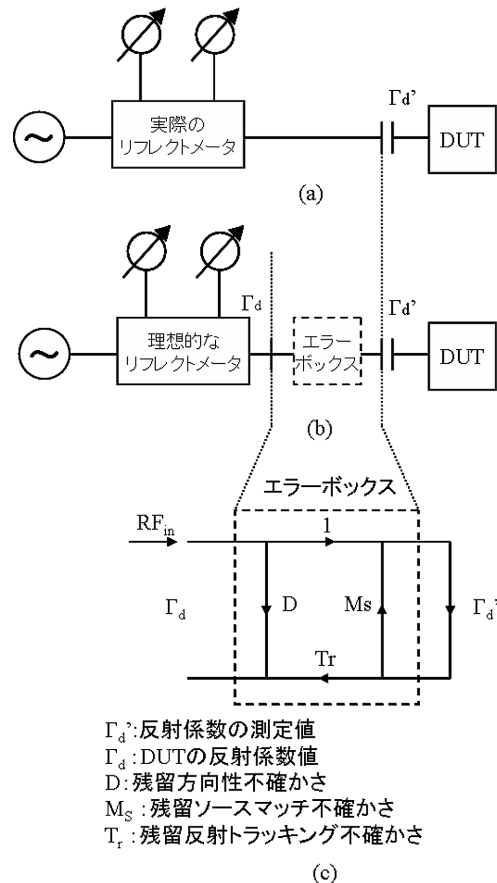 実際の
リフレクトメータ
Γd’
DUT
(a)
Γd
理想的な
リフレクトメータ
エラー
ボックス
Γd’
DUT
(b)
エラーボックス
RFin
1
Γd
D
Ms
Γd’
Tr
Γd’:反射係数の測定値
Γd:DUTの反射係数値
D:残留方向性不確かさ
MS:残留ソースマッチ不確かさ
Tr:残留反射トラッキング不確かさ
(c)